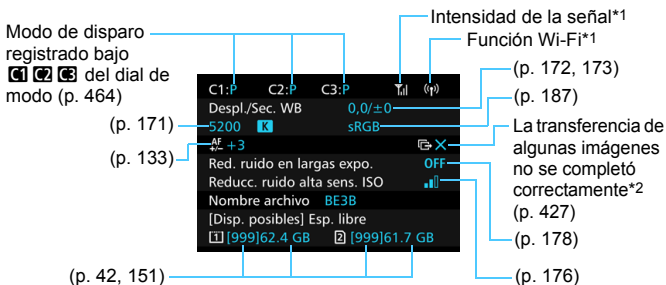 Modo de disparo
registrado bajo
C1 C2 C3 del dial de
modo (p. 464)
Intensidad de la señal*1
Función Wi-Fi*1
C1:P C2:P C3:P
(p. 172, 173)
Despl./Sec. WB 0,0/±0
(p. 187)
(p. 171)
5200 K sRGB
(p. 133)
AF +/– +3
La transferencia de
algunas imágenes
no se completó
correctamente*2
(p. 427)
Red. ruido en largas expo. OFF
Reducc. ruido alta sens. ISO
Nombre archivo BE3B
(p. 178)
[Disp. posibles] Esp. libre
1 [999]62.4 GB 2 [999]61.7 GB
(p. 42, 151)
(p. 176)